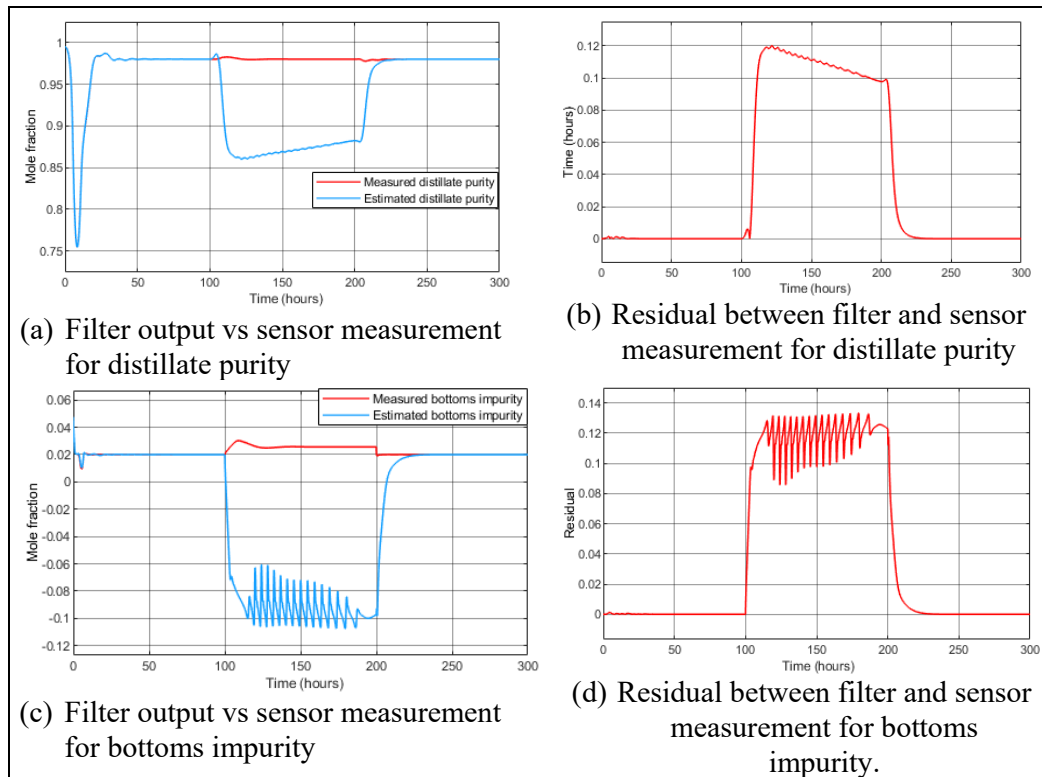 1
0.95
0.9
0.85
0.8
0.75
Mole fraction
Measured distillate purity
Estimated distillate purity
0 50 100 150 200 250 300
Time (hours)
(a) Filter output vs sensor measurement
for distillate purity
0.12
0.1
0.08
0.06
0.04
0.02
0
Time (hours)
0 50 100 150 200 250 300
Time (hours)
(b) Residual between filter and sensor
measurement for distillate purity
0.06
0.04
0.02
0
-0.02
-0.04
-0.06
-0.08
-0.1
-0.12
Mole fraction
Measured bottoms impurity
Estimated bottoms impurity
0 50 100 150 200 250 300
Time (hours)
(c) Filter output vs sensor measurement
for bottoms impurity
0.14
0.12
0.1
0.08
0.06
0.04
0.02
0
Residual
0 50 100 150 200 250 300
Time (hours)
(d) Residual between filter and sensor
measurement for bottoms
impurity.